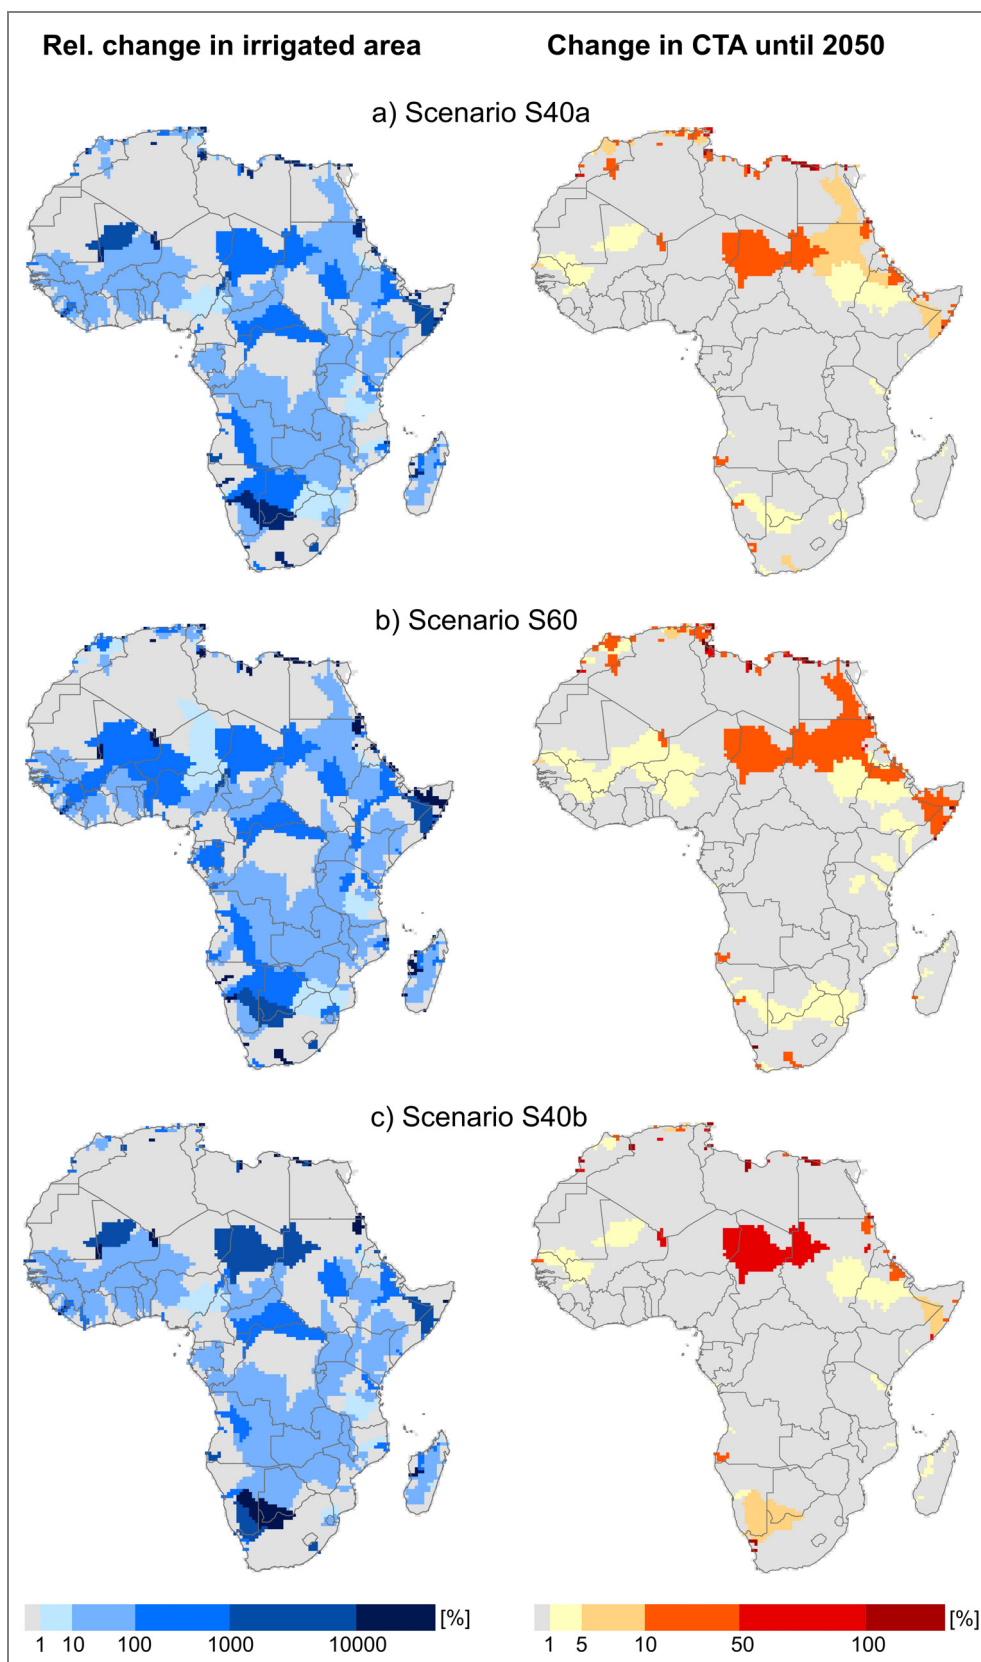 Rel. change in irrigated area
Change in CTA until 2050
a) Scenario S40a
b) Scenario S60
c) Scenario S40b
1 10 100 1000 10000 [%]
1 5 10 50 100 [%]